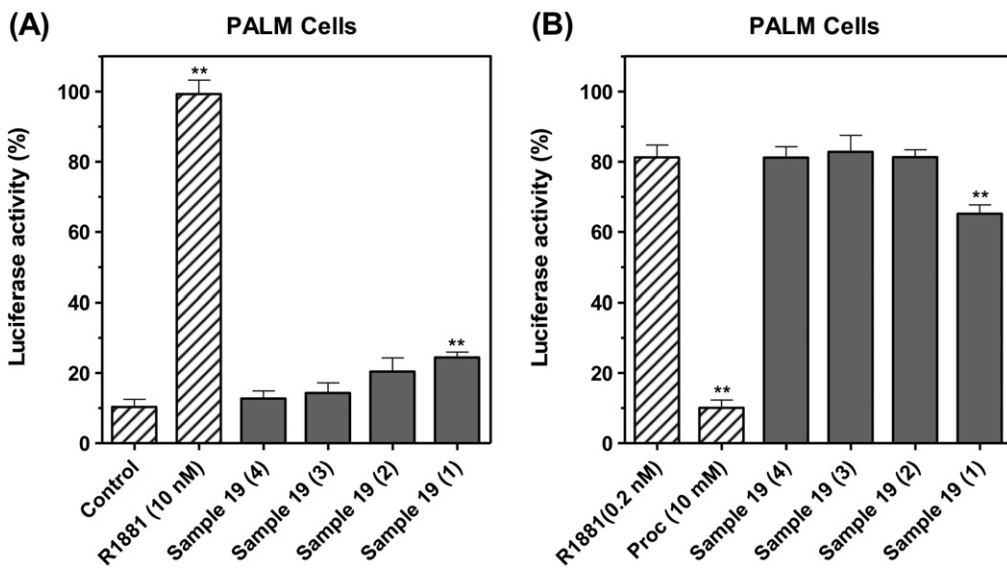 (A)
PALM Cells
Luciferase activity (%)
100
80
60
40
20
0
**
**
Control
R1881 (10 nM)
Sample 19 (4)
Sample 19 (3)
Sample 19 (2)
Sample 19 (1)
(B)
PALM Cells
Luciferase activity (%)
100
80
60
40
20
0
**
**
R1881(0.2 nM)
Proc (10 mM)
Sample 19 (4)
Sample 19 (3)
Sample 19 (2)
Sample 19 (1)